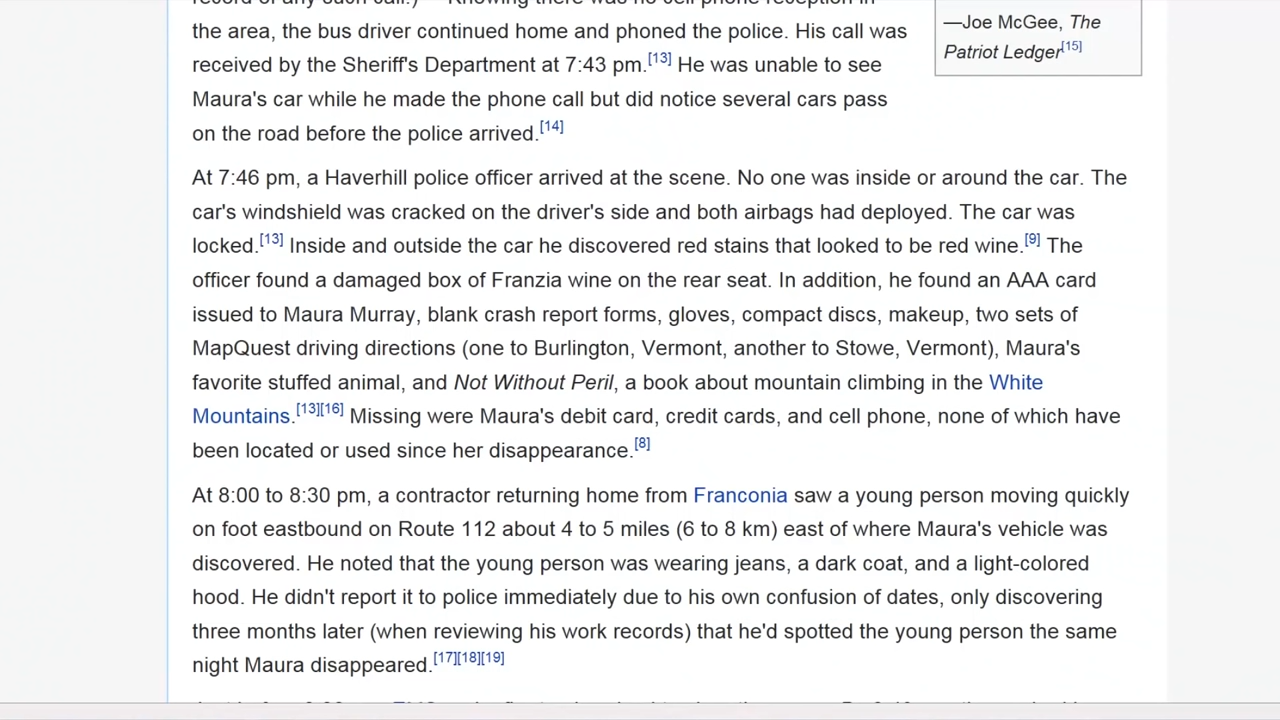 the area, the bus driver continued home and phoned the police. His call was
received by the Sheriff's Department at 7:43 pm.[13] He was unable to see
Maura's car while he made the phone call but did notice several cars pass
on the road before the police arrived.[14]
—Joe McGee, The
Patriot Ledger[15]
At 7:46 pm, a Haverhill police officer arrived at the scene. No one was inside or around the car. The
car's windshield was cracked on the driver's side and both airbags had deployed. The car was
locked.[13] Inside and outside the car he discovered red stains that looked to be red wine.[9] The
officer found a damaged box of Franzia wine on the rear seat. In addition, he found an AAA card
issued to Maura Murray, blank crash report forms, gloves, compact discs, makeup, two sets of
MapQuest driving directions (one to Burlington, Vermont, another to Stowe, Vermont), Maura's
favorite stuffed animal, and Not Without Peril, a book about mountain climbing in the White
Mountains.[13][16] Missing were Maura's debit card, credit cards, and cell phone, none of which have
been located or used since her disappearance.[8]
At 8:00 to 8:30 pm, a contractor returning home from Franconia saw a young person moving quickly
on foot eastbound on Route 112 about 4 to 5 miles (6 to 8 km) east of where Maura's vehicle was
discovered. He noted that the young person was wearing jeans, a dark coat, and a light-colored
hood. He didn't report it to police immediately due to his own confusion of dates, only discovering
three months later (when reviewing his work records) that he'd spotted the young person the same
night Maura disappeared.[17][18][19]